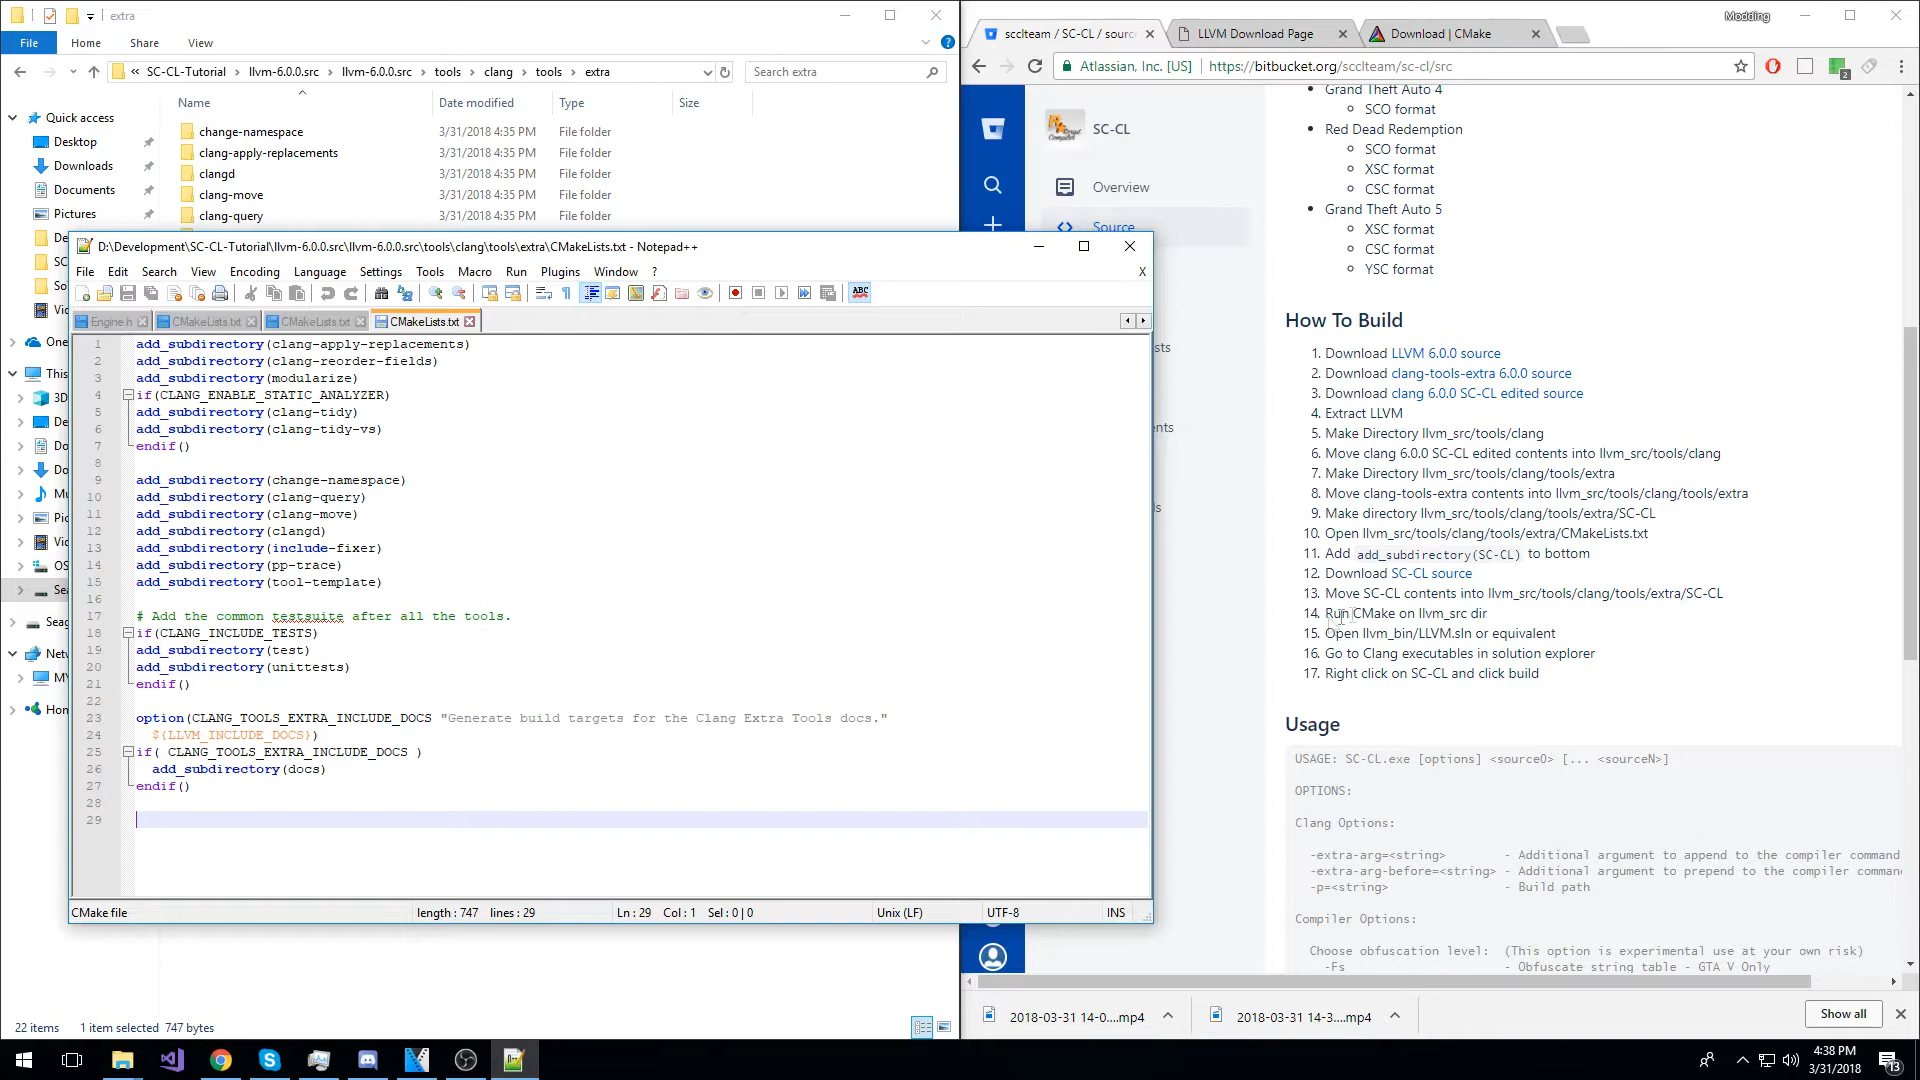 extra
File
Home
Share
View
« SC-CL-Tutorial > llvm-6.0.0.src > llvm-6.0.0.src > tools > clang > tools > extra
Search extra
Name
Date modified
Type
Size
Quick access
Desktop
Downloads
Documents
Pictures
change-namespace 3/31/2018 4:35 PM File folder
clang-apply-replacements 3/31/2018 4:35 PM File folder
clangd 3/31/2018 4:35 PM File folder
clang-move 3/31/2018 4:35 PM File folder
clang-query 3/31/2018 4:35 PM File folder
De
SC
So
Vid
One
This
3D
De
Do
Do
Mu
Pic
Vid
OS
Sea
Seag
Netw
MV
Hom
22 items 1 item selected 747 bytes
D:\Development\SC-CL-Tutorial\llvm-6.0.0.src\llvm-6.0.0.src\tools\clang\tools\extra\CMakeLists.txt - Notepad++
File Edit Search View Encoding Language Settings Tools Macro Run Plugins Window ? X
ABC
Engine.h CMakeLists.txt CMakeLists.txt CMakeLists.txt
1 add_subdirectory(clang-apply-replacements)
2 add_subdirectory(clang-reorder-fields)
3 add_subdirectory(modularize)
4 if(CLANG_ENABLE_STATIC_ANALYZER)
5 add_subdirectory(clang-tidy)
6 add_subdirectory(clang-tidy-vs)
7 endif()
8
9 add_subdirectory(change-namespace)
10 add_subdirectory(clang-query)
11 add_subdirectory(clang-move)
12 add_subdirectory(clangd)
13 add_subdirectory(include-fixer)
14 add_subdirectory(pp-trace)
15 add_subdirectory(tool-template)
16
17 # Add the common testsuite after all the tools.
18 if(CLANG_INCLUDE_TESTS)
19 add_subdirectory(test)
20 add_subdirectory(unittests)
21 endif()
22
23 option(CLANG_TOOLS_EXTRA_INCLUDE_DOCS "Generate build targets for the Clang Extra Tools docs."
24 ${LLVM_INCLUDE_DOCS})
25 if( CLANG_TOOLS_EXTRA_INCLUDE_DOCS )
26 add_subdirectory(docs)
27 endif()
28
29
CMake file length : 747 lines : 29 Ln : 29 Col : 1 Sel : 0 | 0 Unix (LF) UTF-8 INS
Modding
scclteam / SC-CL / source
LLVM Download Page
Download | CMake
Atlassian, Inc. [US] https://bitbucket.org/scclteam/sc-cl/src
2
SC-CL
Overview
Source
sts
ents
ds
• Grand Theft Auto 4
SCO format
• Red Dead Redemption
SCO format
XSC format
CSC format
• Grand Theft Auto 5
XSC format
CSC format
YSC format
How To Build
1. Download LLVM 6.0.0 source
2. Download clang-tools-extra 6.0.0 source
3. Download clang 6.0.0 SC-CL edited source
4. Extract LLVM
5. Make Directory llvm_src/tools/clang
6. Move clang 6.0.0 SC-CL edited contents into llvm_src/tools/clang
7. Make Directory llvm_src/tools/clang/tools/extra
8. Move clang-tools-extra contents into llvm_src/tools/clang/tools/extra
9. Make directory llvm_src/tools/clang/tools/extra/SC-CL
10. Open llvm_src/tools/clang/tools/extra/CMakeLists.txt
11. Add add_subdirectory(SC-CL) to bottom
12. Download SC-CL source
13. Move SC-CL contents into llvm_src/tools/clang/tools/extra/SC-CL
14. Run CMake on llvm_src dir
15. Open llvm_bin/LLVM.sln or equivalent
16. Go to Clang executables in solution explorer
17. Right click on SC-CL and click build
Usage
USAGE: SC-CL.exe [options] <source0> [... <sourceN>]
OPTIONS:
Clang Options:
-extra-arg=<string> - Additional argument to append to the compiler command
-extra-arg-before=<string> - Additional argument to prepend to the compiler comman
-p=<string> - Build path
Compiler Options:
Choose obfuscation level: (This option is experimental use at your own risk)
-Fs - Obfuscate string table - GTA V Only
2018-03-31 14-0....mp4
2018-03-31 14-3....mp4
Show all
4:38 PM
3/31/2018
13